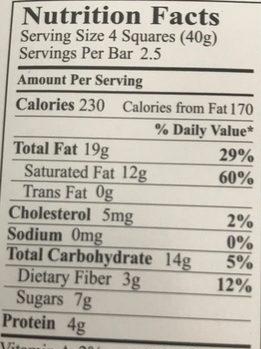 Nutrition Facts
Serving Size 4 Squares (40g)
Servings Per Bar 2.5
Amount Per Serving
Calories 230 Calories from Fat 170
% Daily Value*
Total Fat 19g 29%
Saturated Fat 12g 60%
Trans Fat 0g
Cholesterol 5mg 2%
Sodium 0mg 0%
Total Carbohydrate 14g 5%
Dietary Fiber 3g 12%
Sugars 7g
Protein 4g